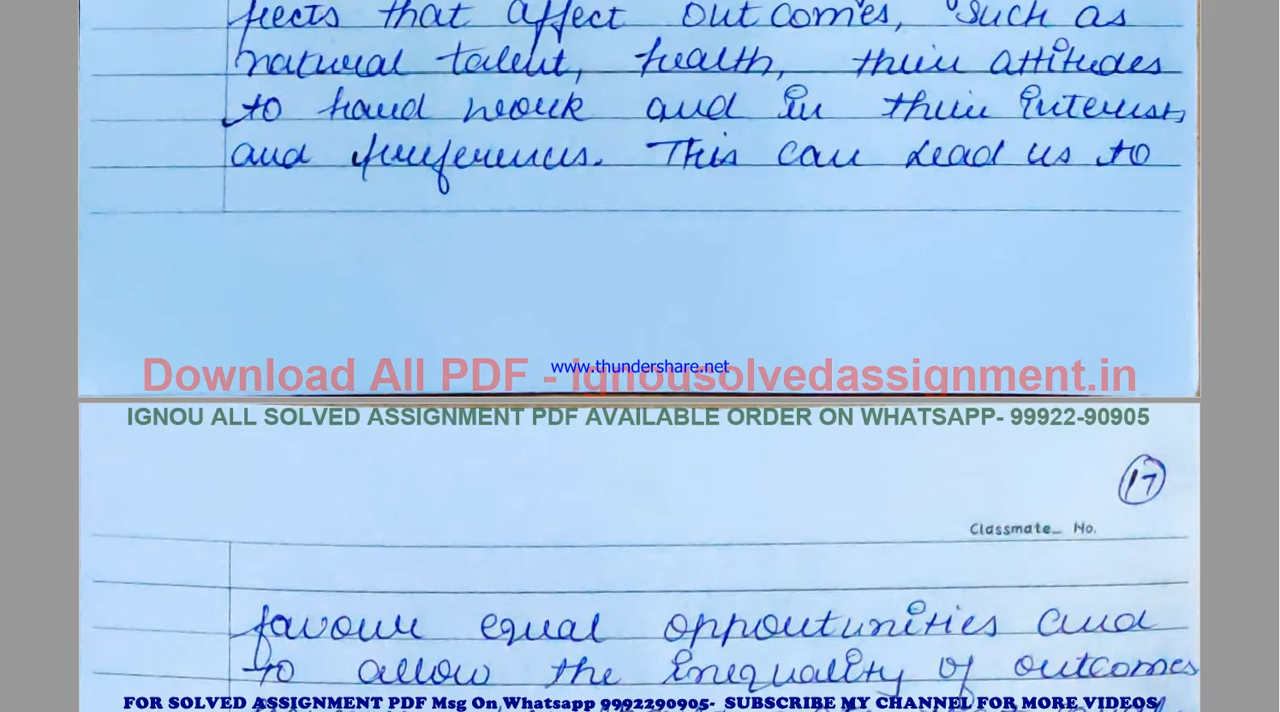 fects that affect outcomes, such as
natural talent, health, their attitudes
to hard work and in their interests
and preferences. This can lead us to
www.thundershare.net
Download All PDF - ignousolvedassignment.in
IGNOU ALL SOLVED ASSIGNMENT PDF AVAILABLE ORDER ON WHATSAPP- 99922-90905
17
Classmate_ No.
favour equal opportunities and
to allow the inequality of outcomes
FOR SOLVED ASSIGNMENT PDF Msg On Whatsapp 9992290905- SUBSCRIBE MY CHANNEL FOR MORE VIDEOS